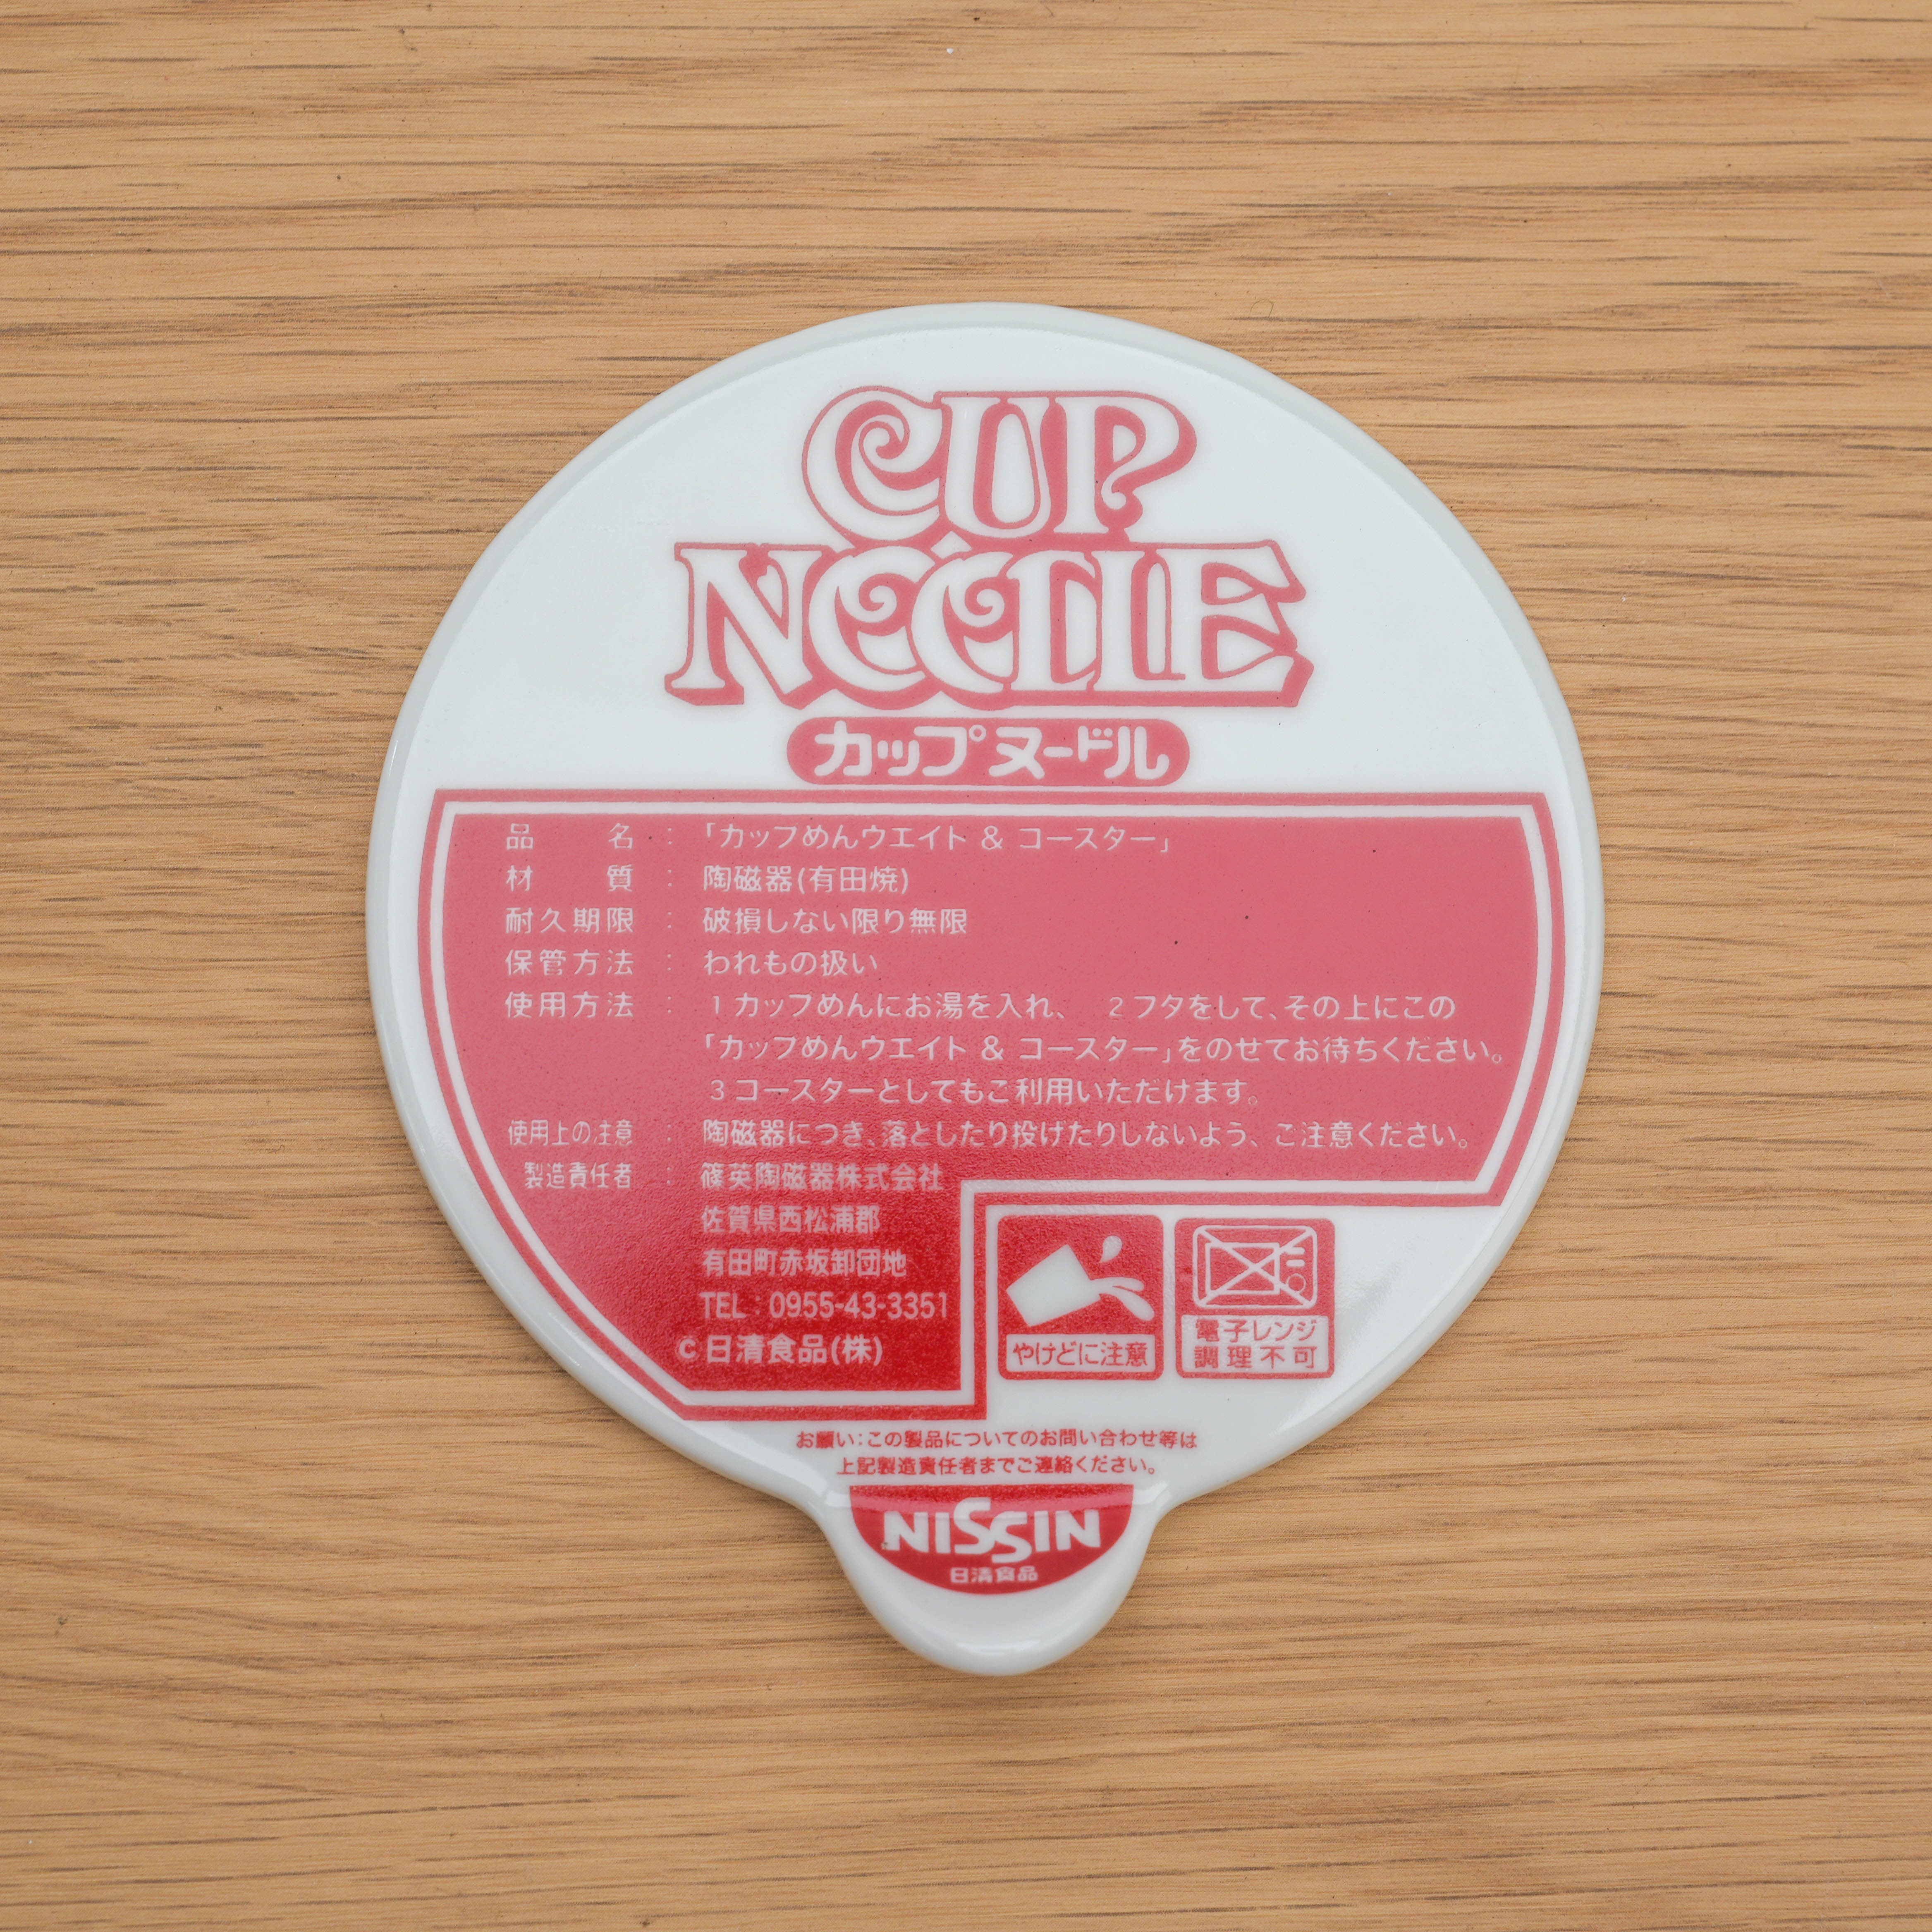 CUP
NOODLE
カップヌードル
品名：「カップめんウエイト & コースター」
材質：陶磁器(有田焼)
耐久期限：破損しない限り無限
保管方法：われもの扱い
使用方法：1カップめんにお湯を入れ、 2フタをして、その上にこの
「カップめんウエイト & コースター」をのせてお待ちください。
3コースターとしてもご利用いただけます。
使用上の注意：陶磁器につき、落としたり投げたりしないよう、ご注意ください。
製造責任者：篠英陶磁器株式会社
佐賀県西松浦郡
有田町赤坂卸団地
TEL：0955-43-3351
©日清食品(株)
やけどに注意
電子レンジ
調理不可
お願い：この製品についてのお問い合わせ等は
上記製造責任者までご連絡ください。
NISSIN
日清食品